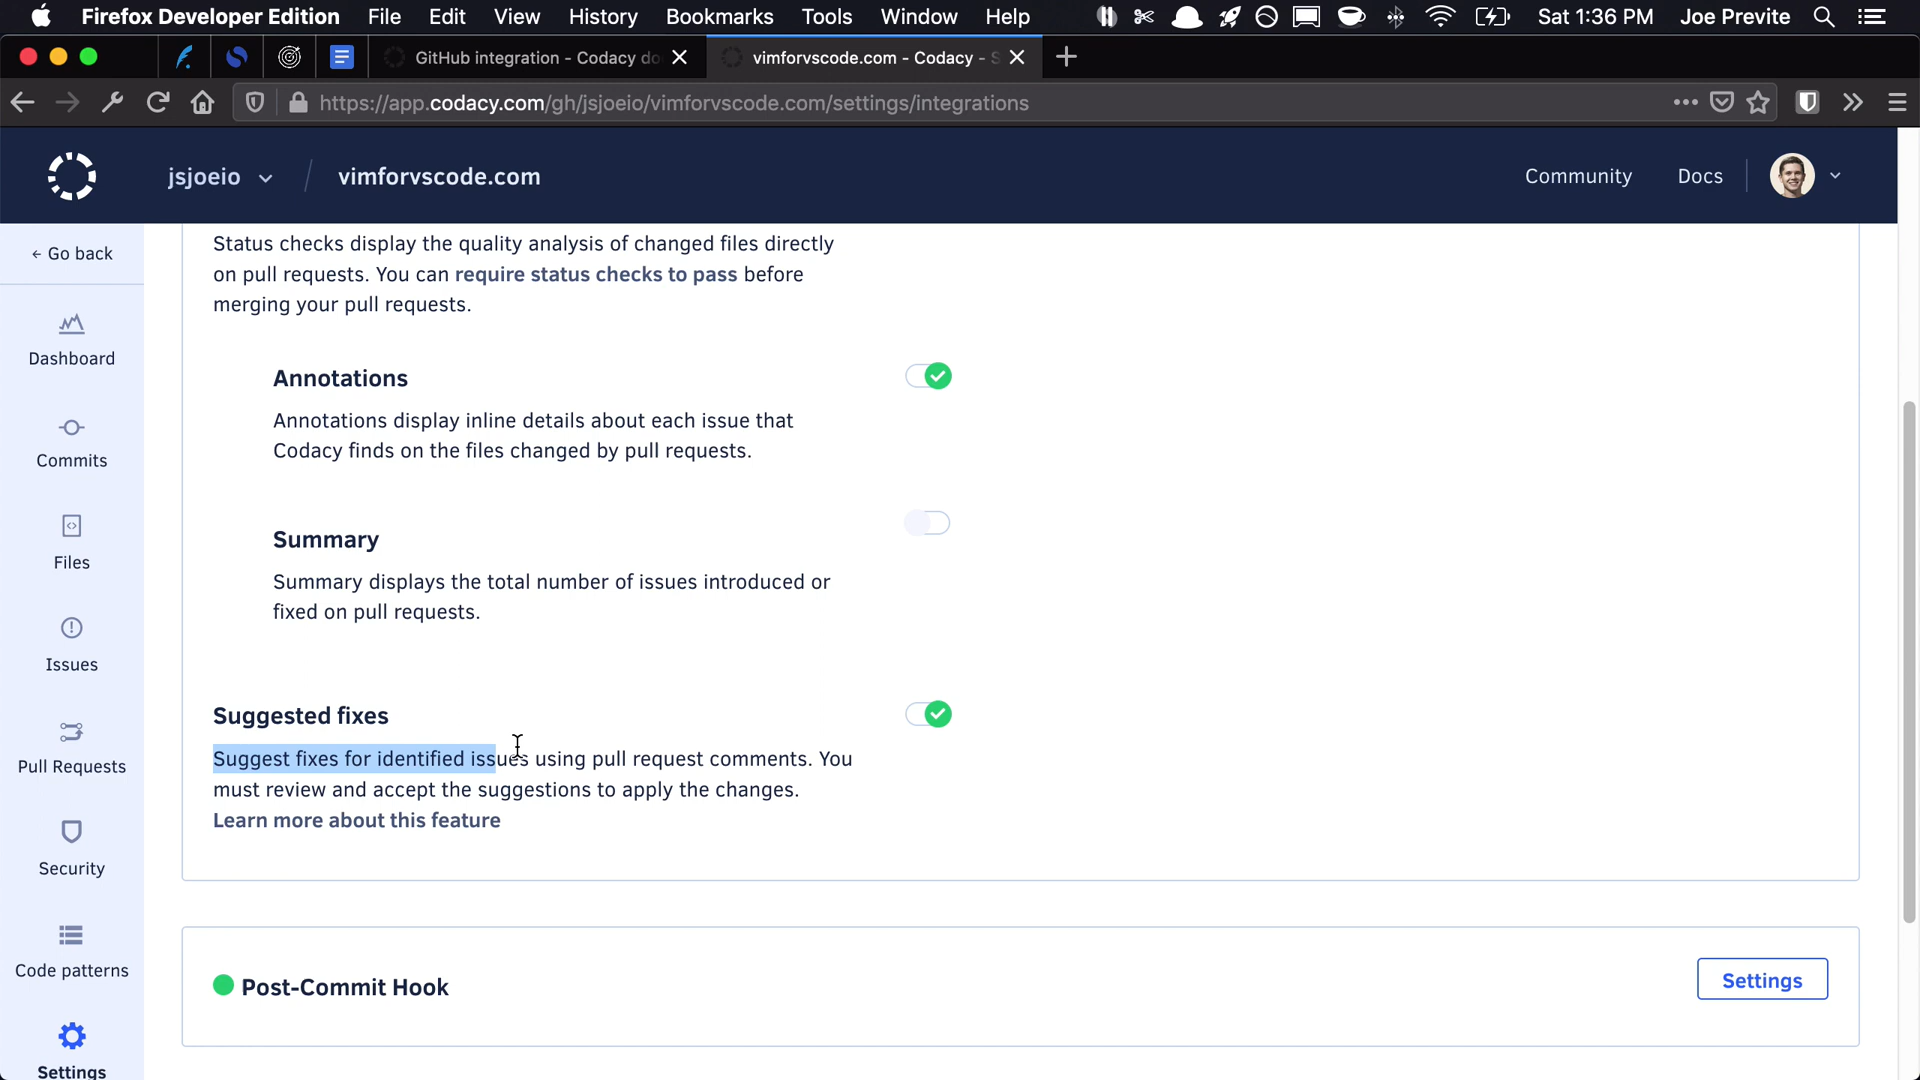 Firefox Developer Edition File Edit View History Bookmarks Tools Window Help Sat 1:36 PM Joe Previte
GitHub integration - Codacy do
vimforvscode.com - Codacy - S
https://app.codacy.com/gh/jsjoeio/vimforvscode.com/settings/integrations
jsjoeio / vimforvscode.com Community Docs
← Go back
Dashboard
Commits
Files
Issues
Pull Requests
Security
Code patterns
Settings
Status checks display the quality analysis of changed files directly
on pull requests. You can require status checks to pass before
merging your pull requests.
Annotations
Annotations display inline details about each issue that
Codacy finds on the files changed by pull requests.
Summary
Summary displays the total number of issues introduced or
fixed on pull requests.
Suggested fixes
Suggest fixes for identified issues using pull request comments. You
must review and accept the suggestions to apply the changes.
Learn more about this feature
Post-Commit Hook
Settings